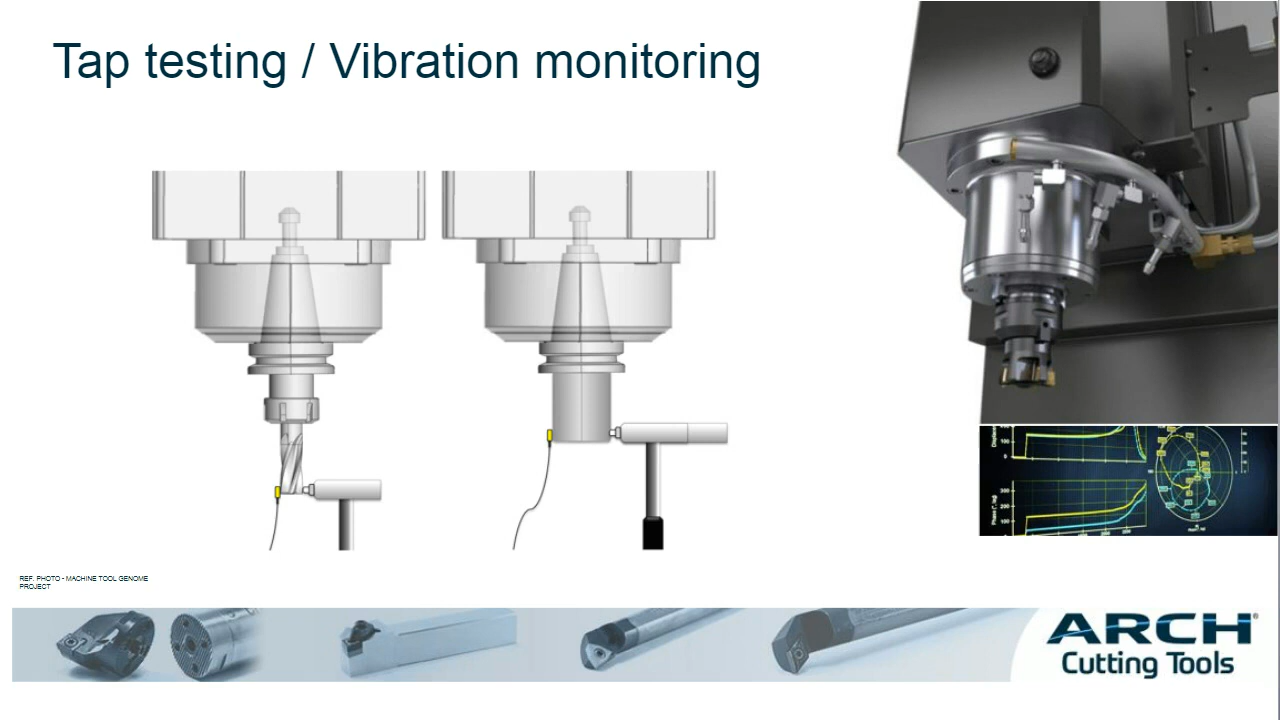 Tap testing / Vibration monitoring
REF. PHOTO - MACHINE TOOL GENOME
PROJECT
ARCH®
Cutting Tools